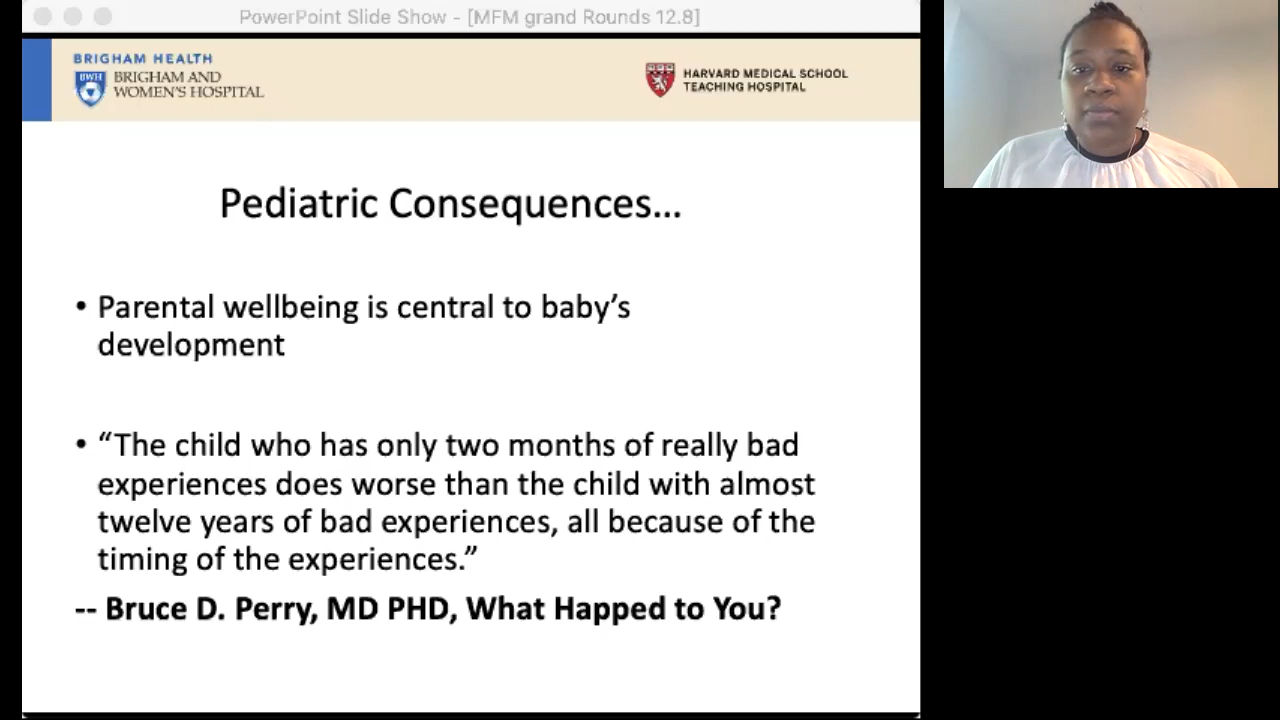 PowerPoint Slide Show - [MFM grand Rounds 12.8]
BRIGHAM HEALTH
BWH
BRIGHAM AND
WOMEN'S HOSPITAL
HARVARD MEDICAL SCHOOL
TEACHING HOSPITAL
Pediatric Consequences...
• Parental wellbeing is central to baby’s
development
• “The child who has only two months of really bad
experiences does worse than the child with almost
twelve years of bad experiences, all because of the
timing of the experiences.”
-- Bruce D. Perry, MD PHD, What Happened to You?